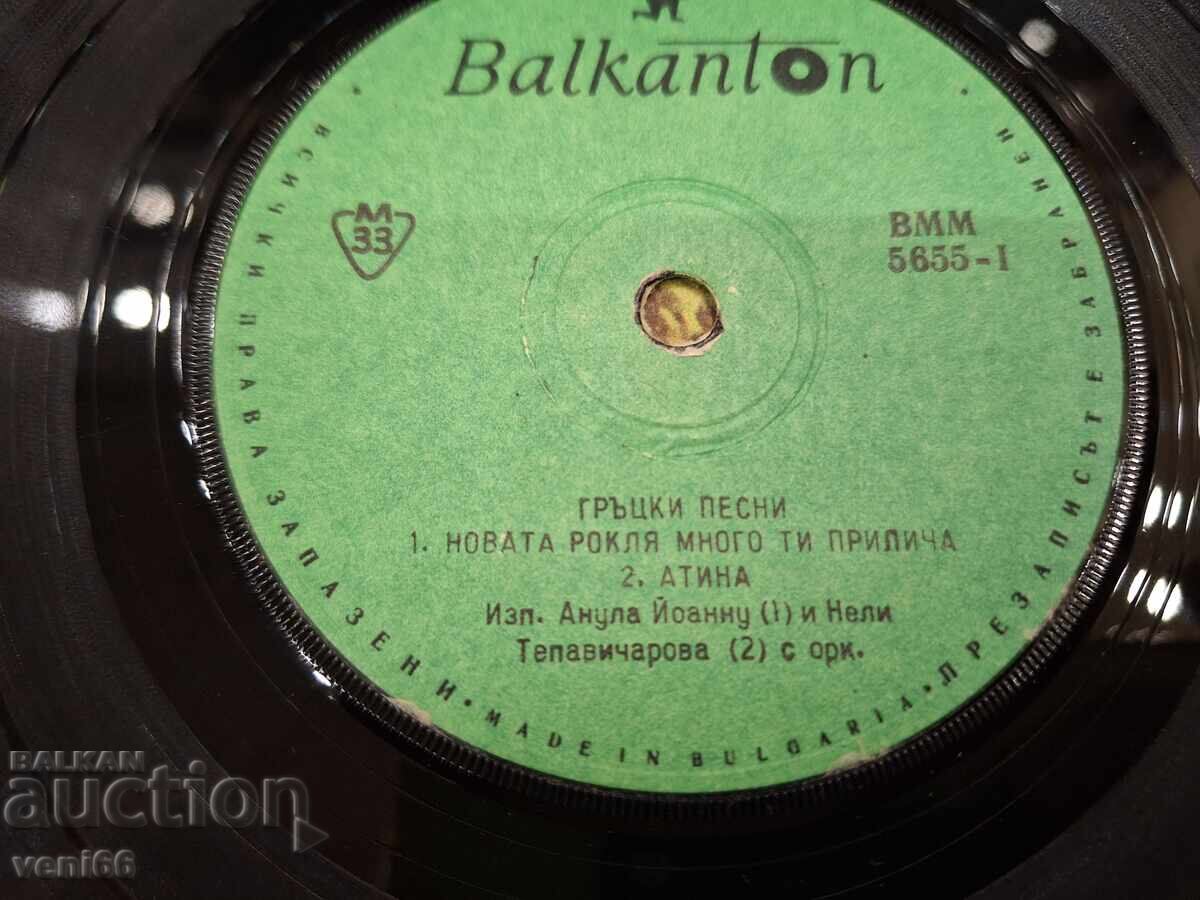 Balkanton
М
33
ВММ
5655-I
ГРЪЦКИ ПЕСНИ
1. НОВАТА РОКЛЯ МНОГО ТИ ПРИЛИЧА
2. АТИНА
Изп. Анула Йоанну (1) и Нели
Тепавичарова (2) с орк.
ВСИЧКИ ПРАВА ЗАПАЗЕНИ • MADE IN BULGARIA • ПРЕЗАПИСЪТ Е ЗАБРАНЕН
BALKAN
auction
veni66